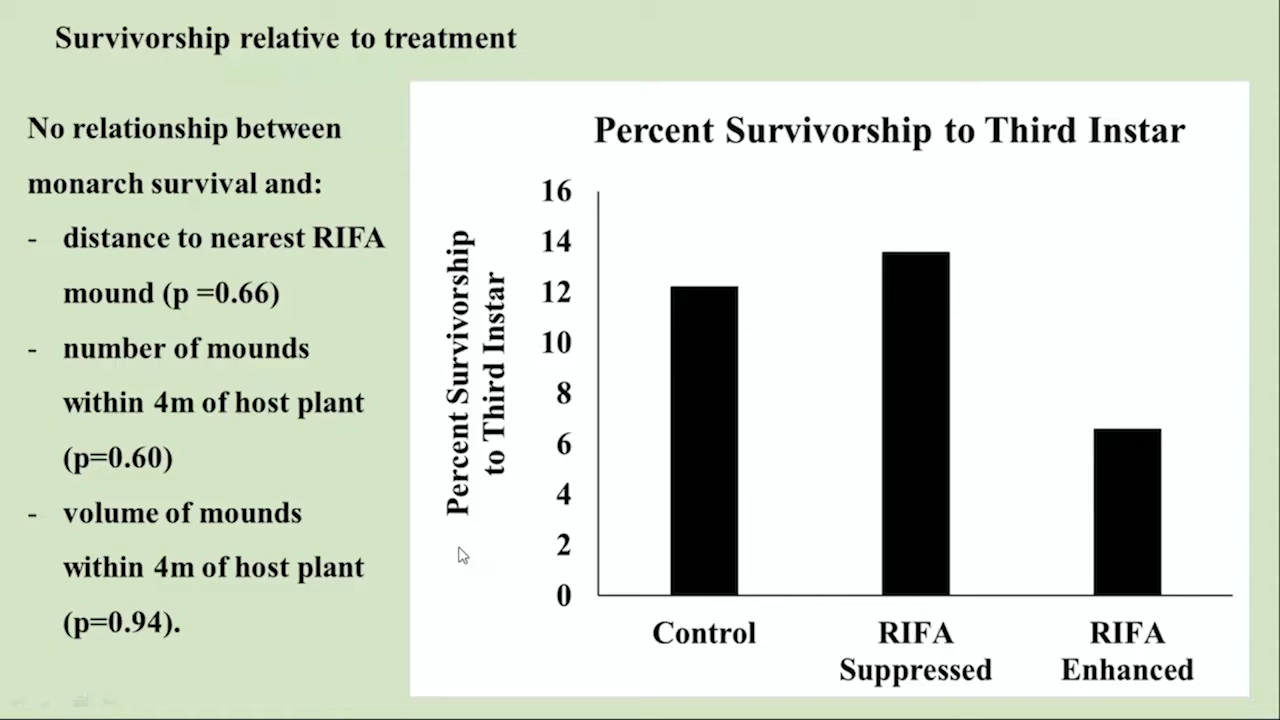 Survivorship relative to treatment
No relationship between
monarch survival and:
- distance to nearest RIFA
mound (p =0.66)
- number of mounds
within 4m of host plant
(p=0.60)
- volume of mounds
within 4m of host plant
(p=0.94).
Percent Survivorship to Third Instar
Percent Survivorship
to Third Instar
16
14
12
10
8
6
4
2
0
Control
RIFA
Suppressed
RIFA
Enhanced